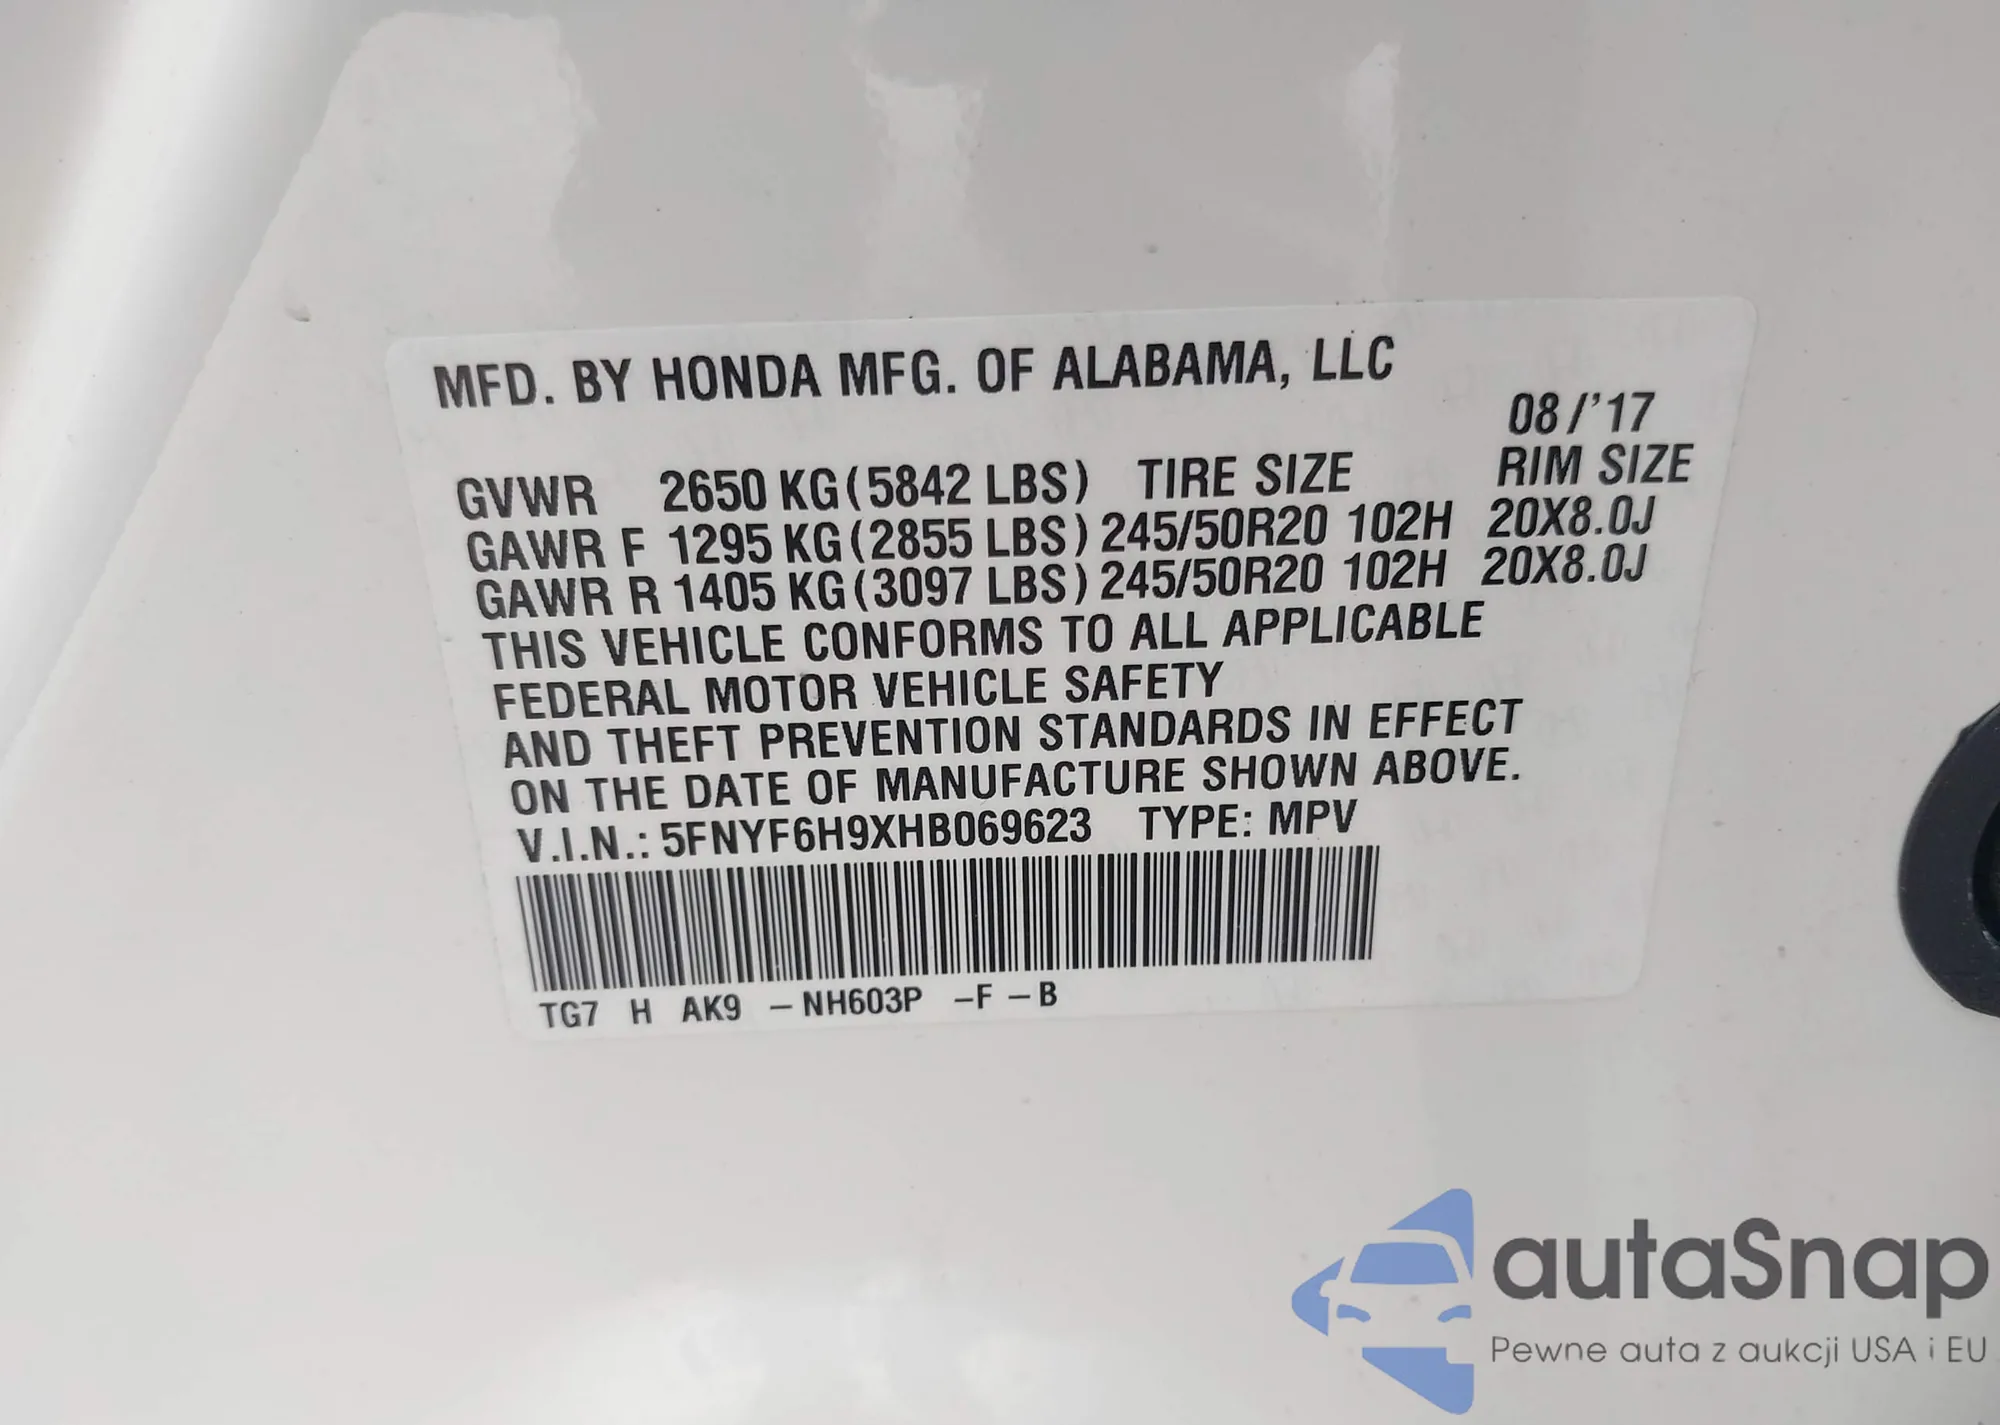 MFD. BY HONDA MFG. OF ALABAMA, LLC
08/'17
GVWR 2650 KG(5842 LBS) TIRE SIZE RIM SIZE
GAWR F 1295 KG(2855 LBS) 245/50R20 102H 20X8.0J
GAWR R 1405 KG(3097 LBS) 245/50R20 102H 20X8.0J
THIS VEHICLE CONFORMS TO ALL APPLICABLE
FEDERAL MOTOR VEHICLE SAFETY
AND THEFT PREVENTION STANDARDS IN EFFECT
ON THE DATE OF MANUFACTURE SHOWN ABOVE.
V.I.N.: 5FNYF6H9XHB069623 TYPE: MPV
TG7 H AK9 -NH603P -F-B
autaSnap
Pewne auta z aukcji USA i EU